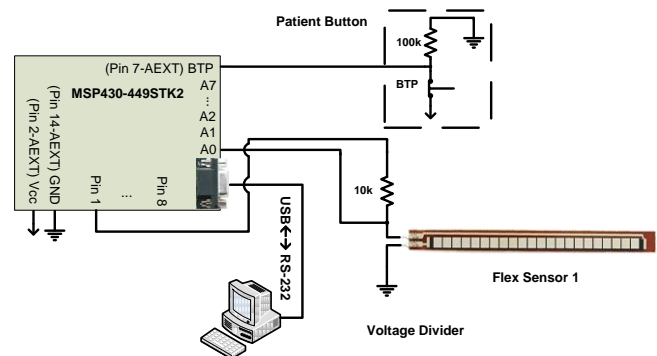 Patient Button
100k
(Pin 7-AEXT) BTP
BTP
MSP430-449STK2
A7
...
A2
A1
A0
(Pin 2-AEXT) Vcc
(Pin 14-AEXT) GND
Pin 1
...
Pin 8
10k
USB<-> RS-232
Flex Sensor 1
Voltage Divider